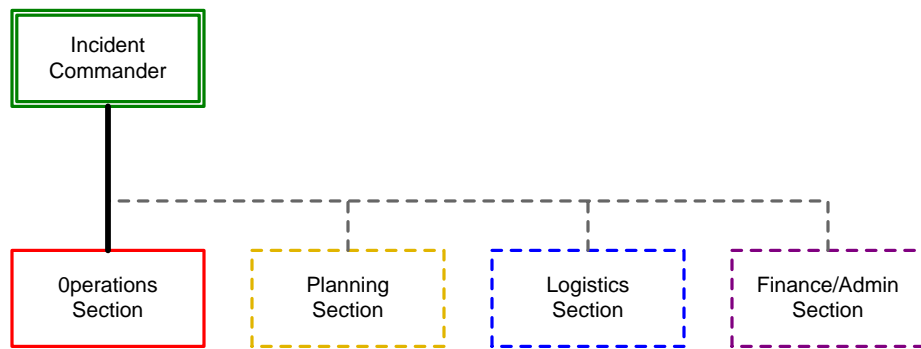 Incident
Commander
0perations
Section
Planning
Section
Logistics
Section
Finance/Admin
Section